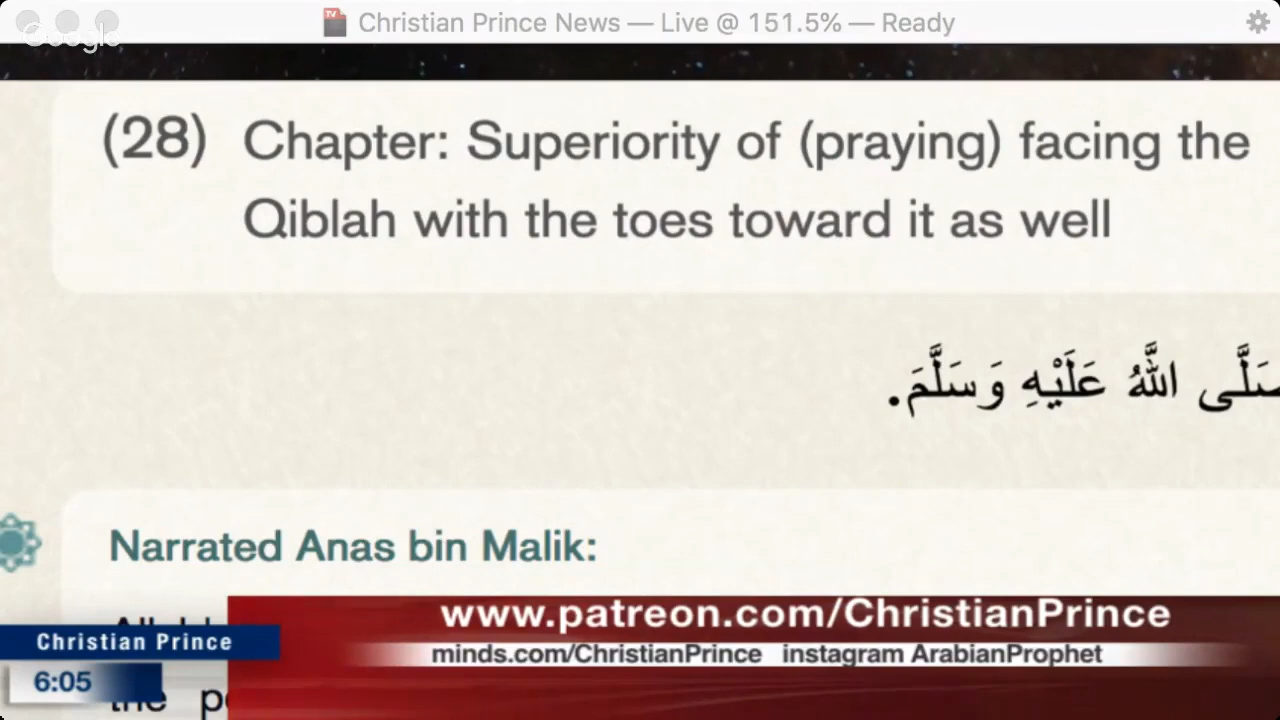 Christian Prince News — Live @ 151.5% — Ready
Google
(28) Chapter: Superiority of (praying) facing the
Qiblah with the toes toward it as well
اللَّهُ عَلَيْهِ وَسَلَّمَ.
Narrated Anas bin Malik:
www.patreon.com/ChristianPrince
Christian Prince
minds.com/ChristianPrince instagram ArabianProphet
6:05
the